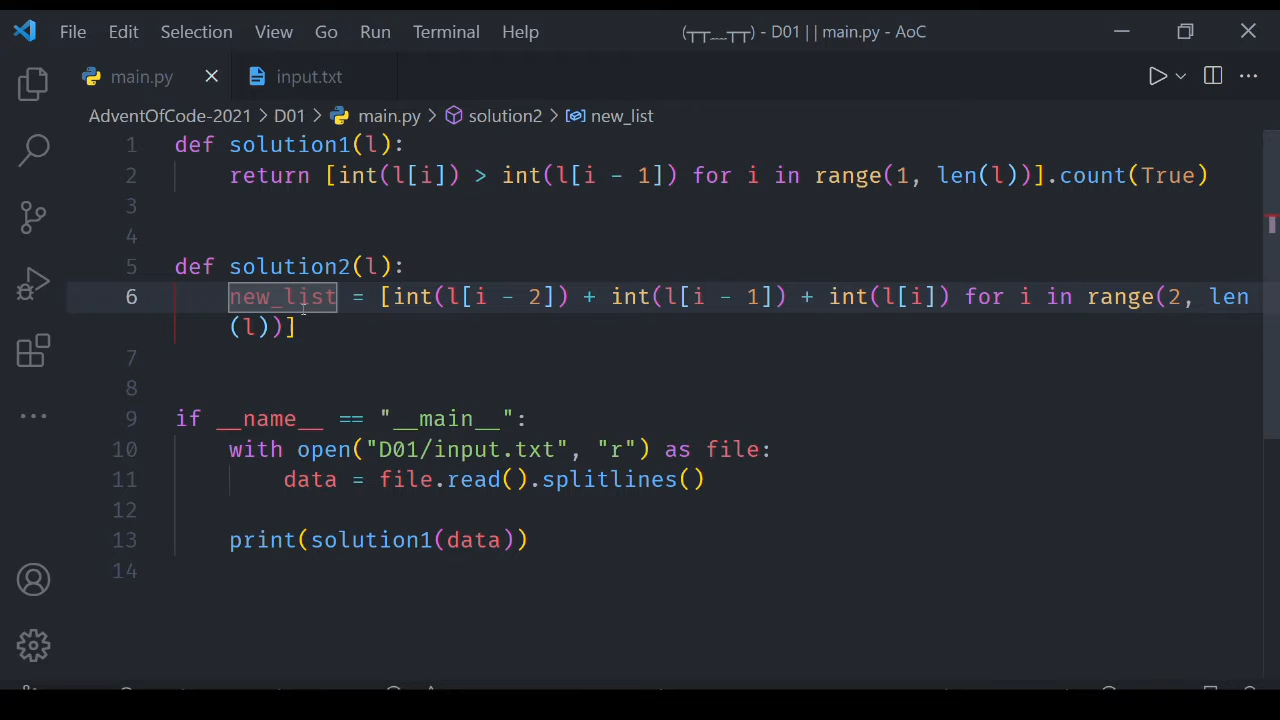 File Edit Selection View Go Run Terminal Help (┬┬﹏┬┬) - D01 || main.py - AoC
main.py input.txt
AdventOfCode-2021 > D01 > main.py > solution2 > new_list
1 def solution1(l):
2 return [int(l[i]) > int(l[i - 1]) for i in range(1, len(l))].count(True)
3
4
5 def solution2(l):
6 new_list = [int(l[i - 2]) + int(l[i - 1]) + int(l[i]) for i in range(2, len
(l))]
7
8
9 if __name__ == "__main__":
10 with open("D01/input.txt", "r") as file:
11 data = file.read().splitlines()
12
13 print(solution1(data))
14